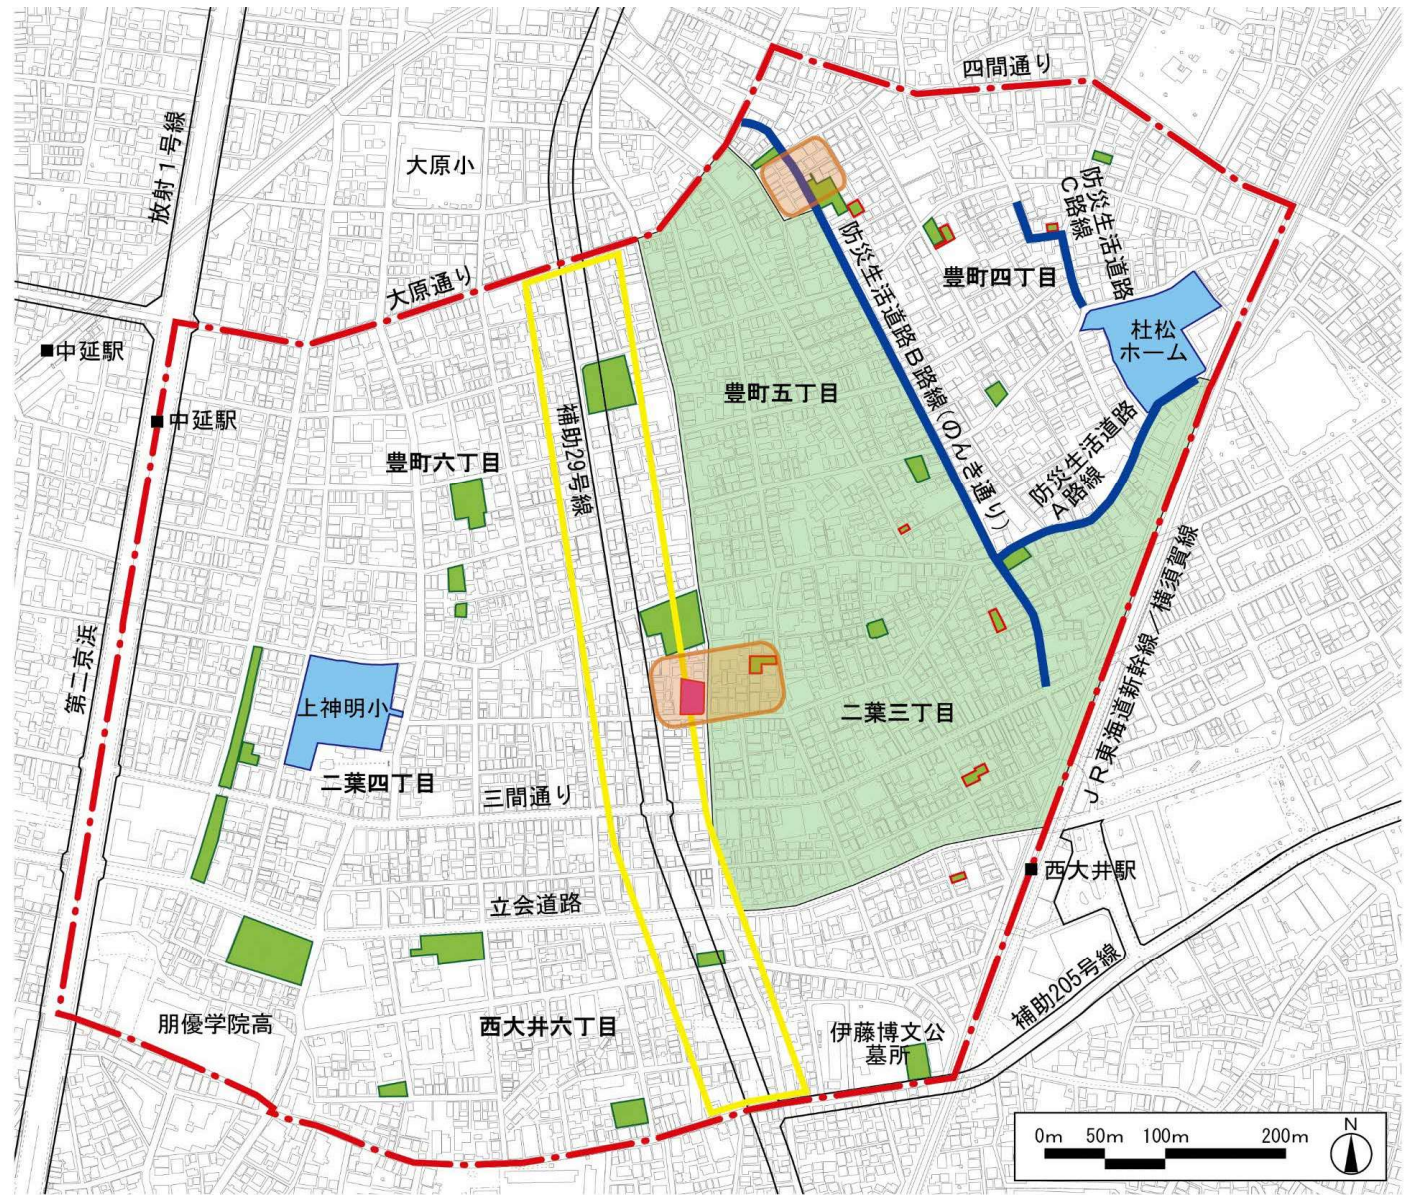 四間通り
放射1号線
大原小
防災生活道路
C路線
防災生活道路B路線(のんき通り)
豊町四丁目
大原通り
杜松
ホーム
■中延駅
中延駅
豊町五丁目
補助29号線
豊町六丁目
防災生活道路
A路線
JR東海道新幹線/横須賀線
第二京浜
上神明小
二葉三丁目
二葉四丁目
三間通り
西大井駅
立会道路
補助205号線
朋優学院高
西大井六丁目
伊藤博文公
墓所
0m 50m 100m 200m
N